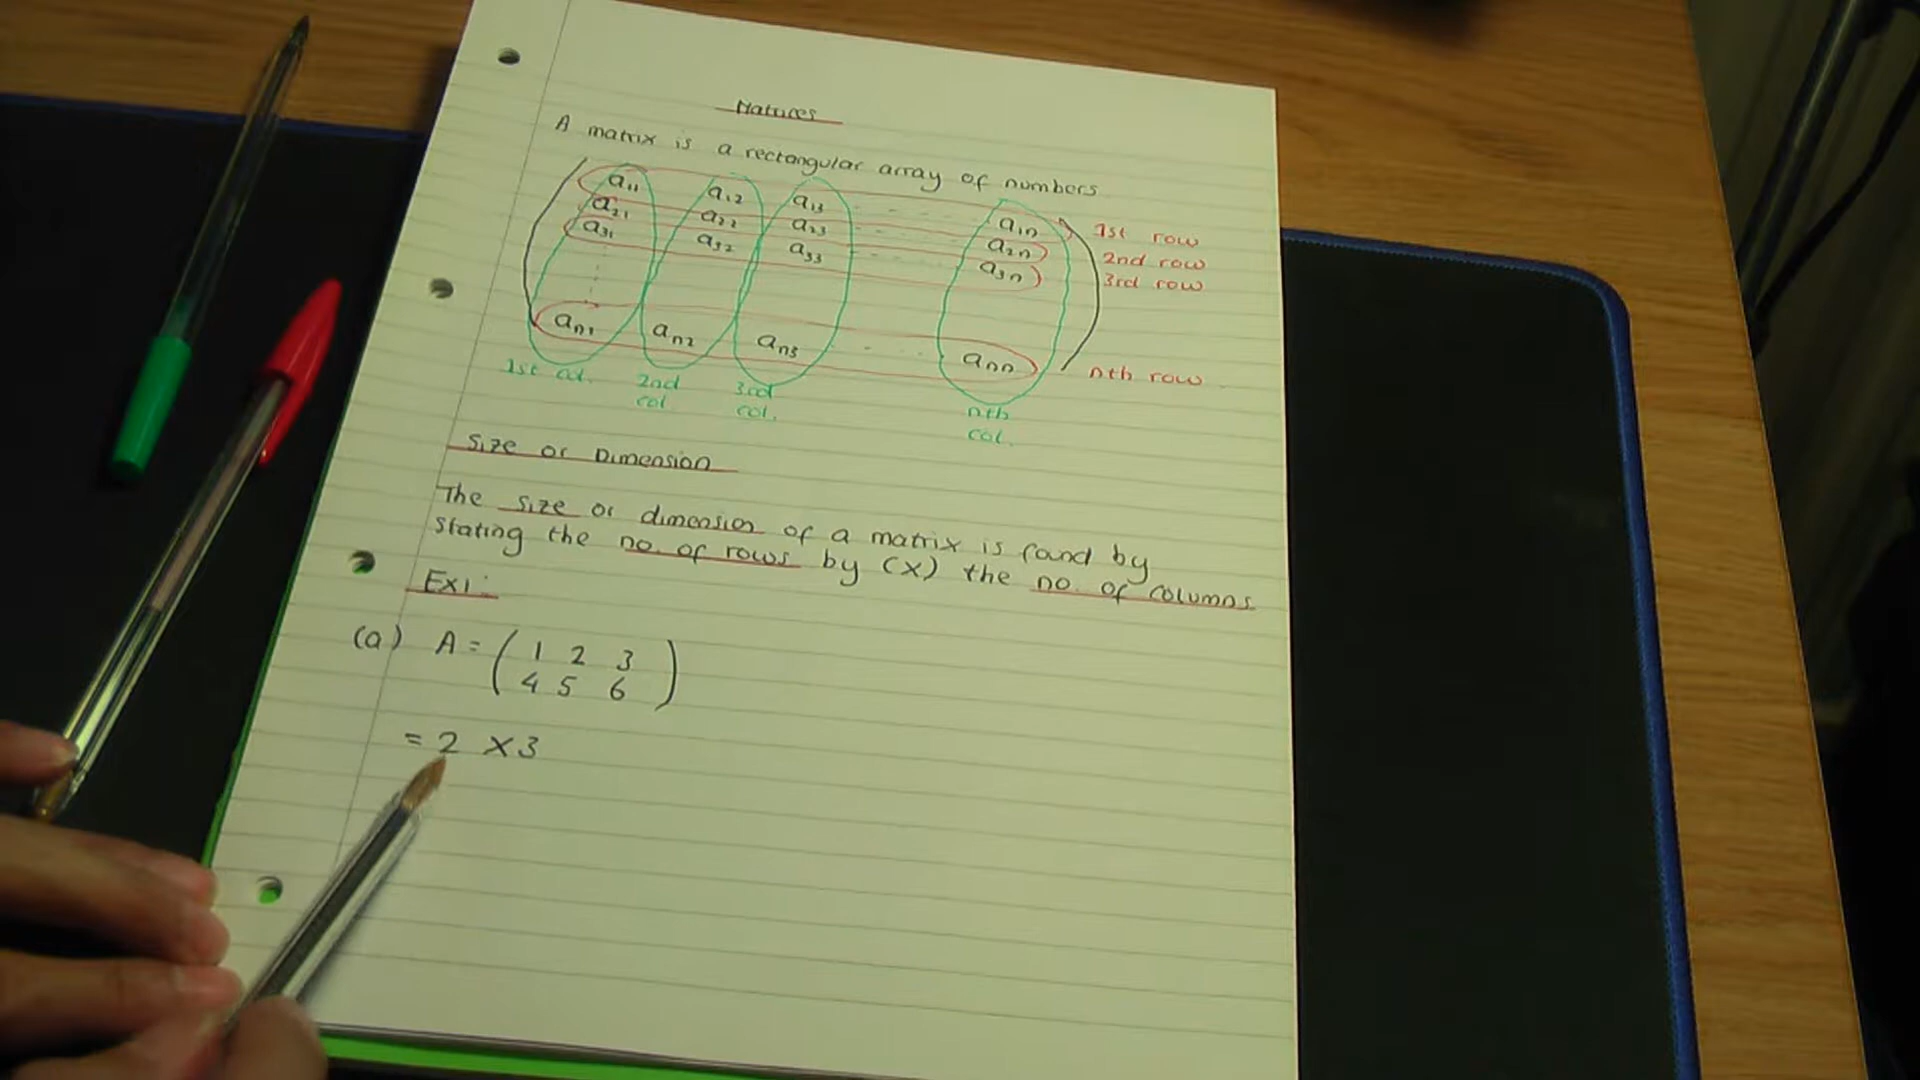 Matrices
A matrix is a rectangular array of numbers
a11 a12 a13 a1n 1st row
a21 a22 a23 a2n 2nd row
a31 a32 a33 a3n 3rd row
an1 an2 an3 ann nth row
1st col. 2nd col 3rd col. nth col.
Size or Dimension
The size or dimension of a matrix is found by
stating the no. of rows by (x) the no. of columns
Ex1:
(a) A = ( 1 2 3
4 5 6 )
= 2 x 3